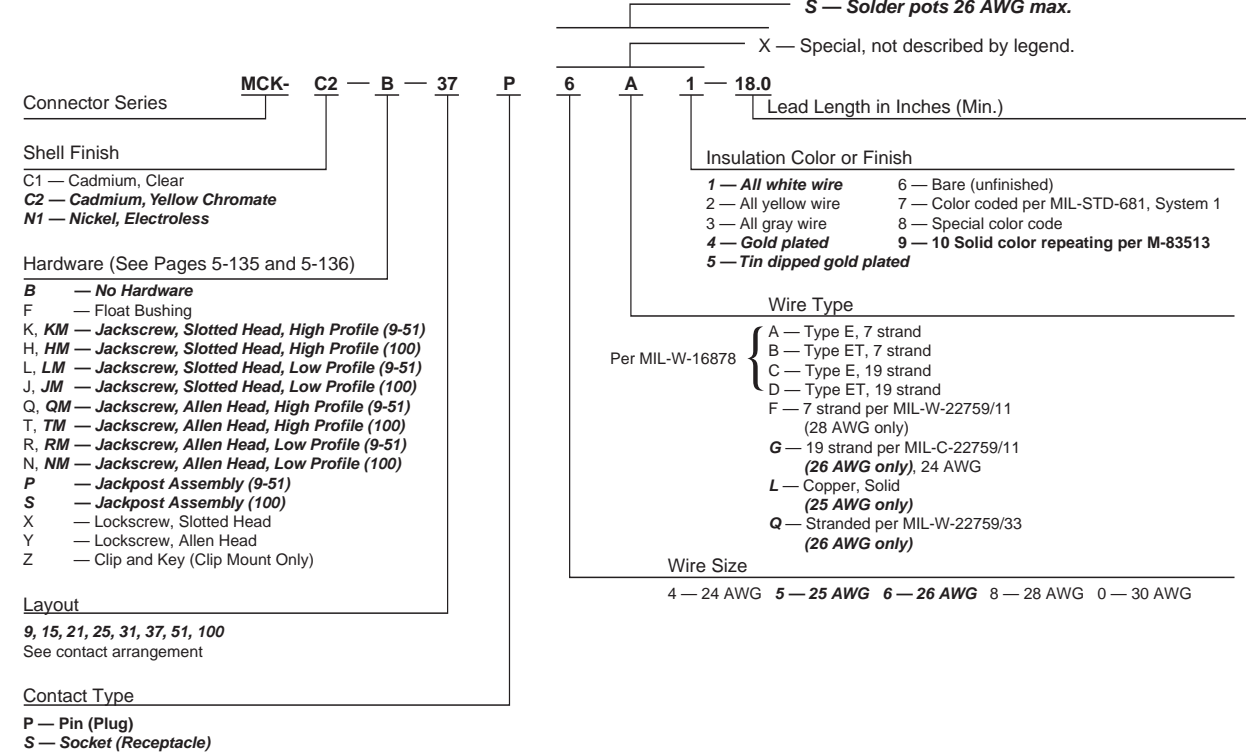 S — Solder pots 26 AWG max.
X — Special, not described by legend.
MCK- C2 — B — 37 P 6 A 1 — 18.0
Connector Series
Lead Length in Inches (Min.)
Shell Finish
C1 — Cadmium, Clear
C2 — Cadmium, Yellow Chromate
N1 — Nickel, Electroless
Hardware (See Pages 5-135 and 5-136)
B — No Hardware
F — Float Bushing
K, KM — Jackscrew, Slotted Head, High Profile (9-51)
H, HM — Jackscrew, Slotted Head, High Profile (100)
L, LM — Jackscrew, Slotted Head, Low Profile (9-51)
J, JM — Jackscrew, Slotted Head, Low Profile (100)
Q, QM — Jackscrew, Allen Head, High Profile (9-51)
T, TM — Jackscrew, Allen Head, High Profile (100)
R, RM — Jackscrew, Allen Head, Low Profile (9-51)
N, NM — Jackscrew, Allen Head, Low Profile (100)
P — Jackpost Assembly (9-51)
S — Jackpost Assembly (100)
X — Lockscrew, Slotted Head
Y — Lockscrew, Allen Head
Z — Clip and Key (Clip Mount Only)
Layout
9, 15, 21, 25, 31, 37, 51, 100
See contact arrangement
Contact Type
P — Pin (Plug)
S — Socket (Receptacle)
Insulation Color or Finish
1 — All white wire
2 — All yellow wire
3 — All gray wire
4 — Gold plated
5 — Tin dipped gold plated
6 — Bare (unfinished)
7 — Color coded per MIL-STD-681, System 1
8 — Special color code
9 — 10 Solid color repeating per M-83513
Wire Type
Per MIL-W-16878
A — Type E, 7 strand
B — Type ET, 7 strand
C — Type E, 19 strand
D — Type ET, 19 strand
F — 7 strand per MIL-W-22759/11
(28 AWG only)
G — 19 strand per MIL-C-22759/11
(26 AWG only), 24 AWG
L — Copper, Solid
(25 AWG only)
Q — Stranded per MIL-W-22759/33
(26 AWG only)
Wire Size
4 — 24 AWG 5 — 25 AWG 6 — 26 AWG 8 — 28 AWG 0 — 30 AWG